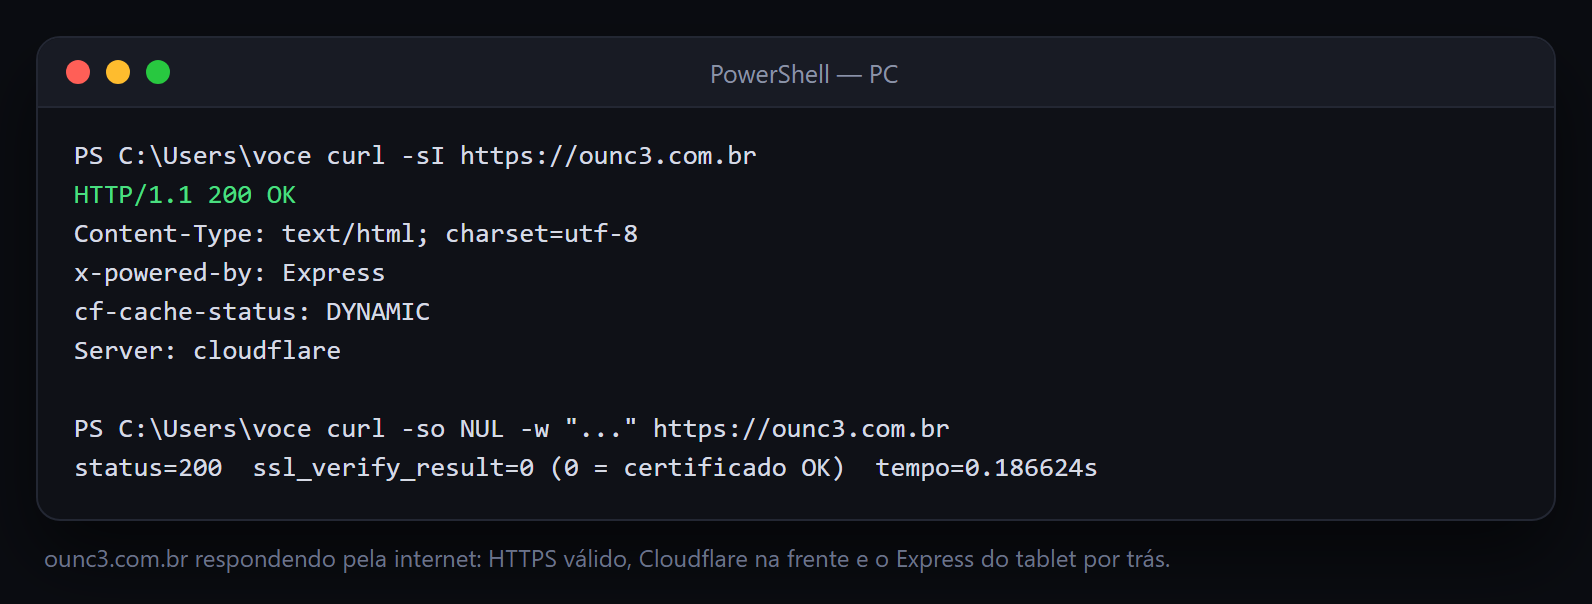 PowerShell — PC
PS C:\Users\voce curl -sI https://ounc3.com.br
HTTP/1.1 200 OK
Content-Type: text/html; charset=utf-8
x-powered-by: Express
cf-cache-status: DYNAMIC
Server: cloudflare
PS C:\Users\voce curl -so NUL -w "..." https://ounc3.com.br
status=200  ssl_verify_result=0 (0 = certificado OK)  tempo=0.186624s
ounc3.com.br respondendo pela internet: HTTPS válido, Cloudflare na frente e o Express do tablet por trás.